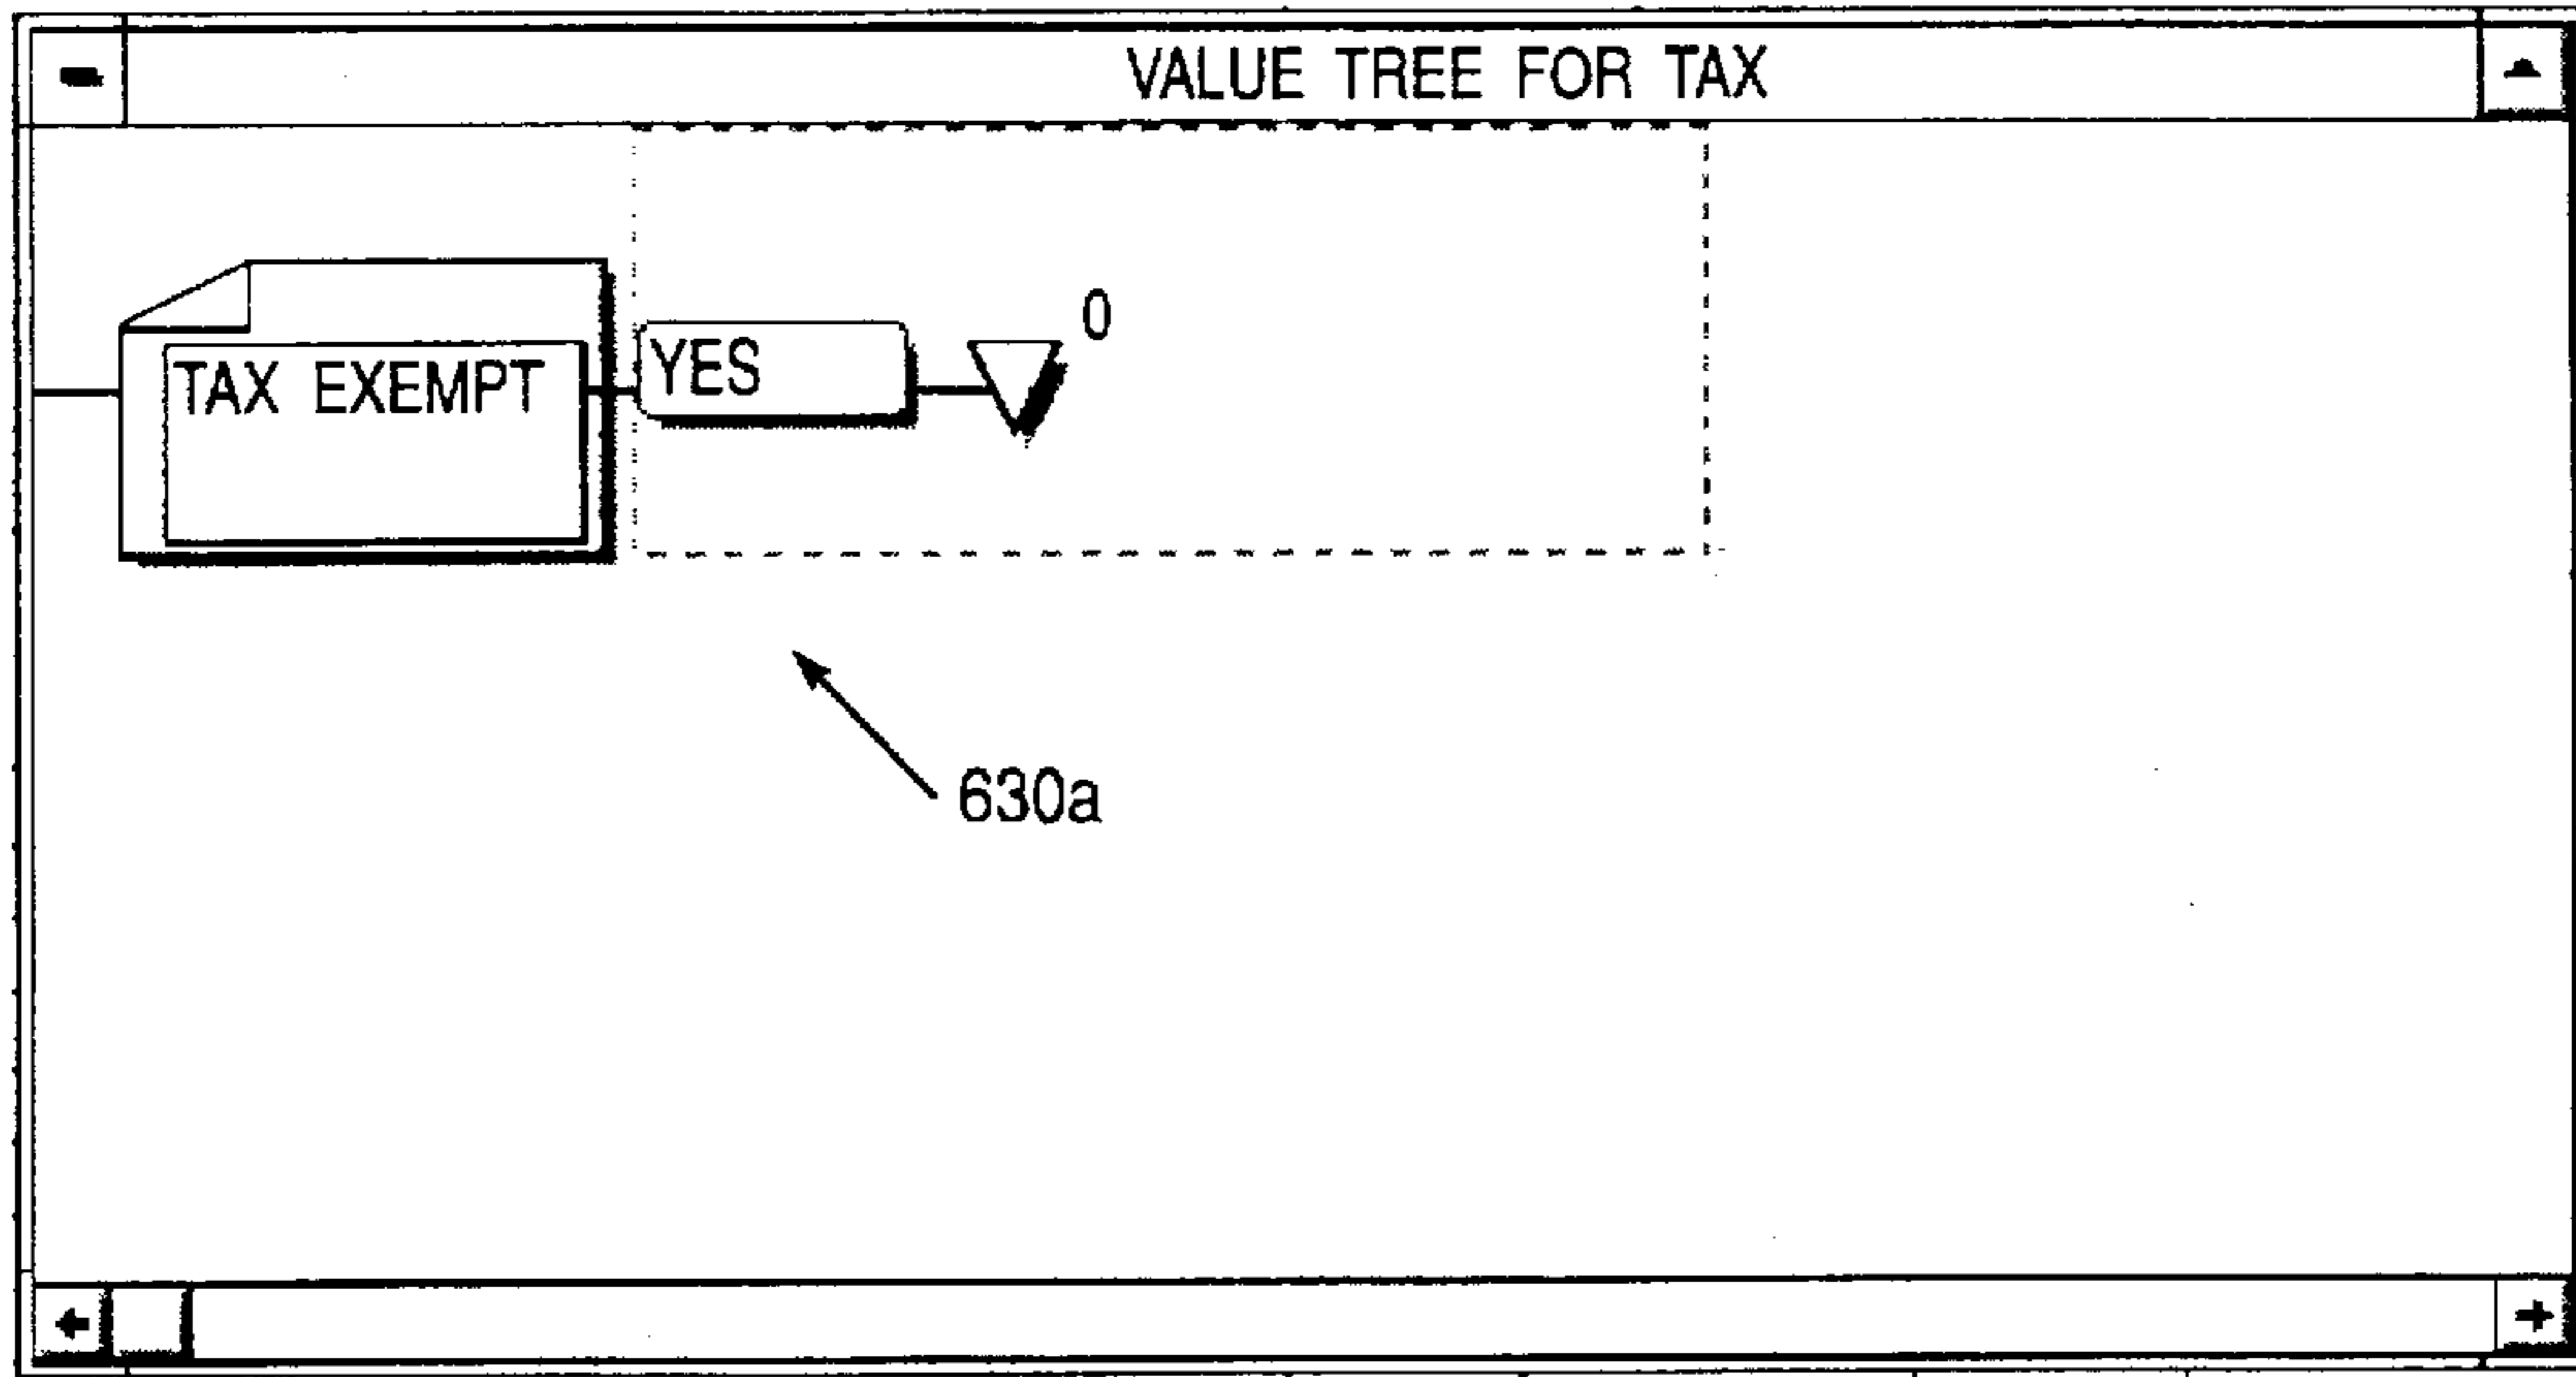 VALUE TREE FOR TAX
0
TAX EXEMPT
YES
630a